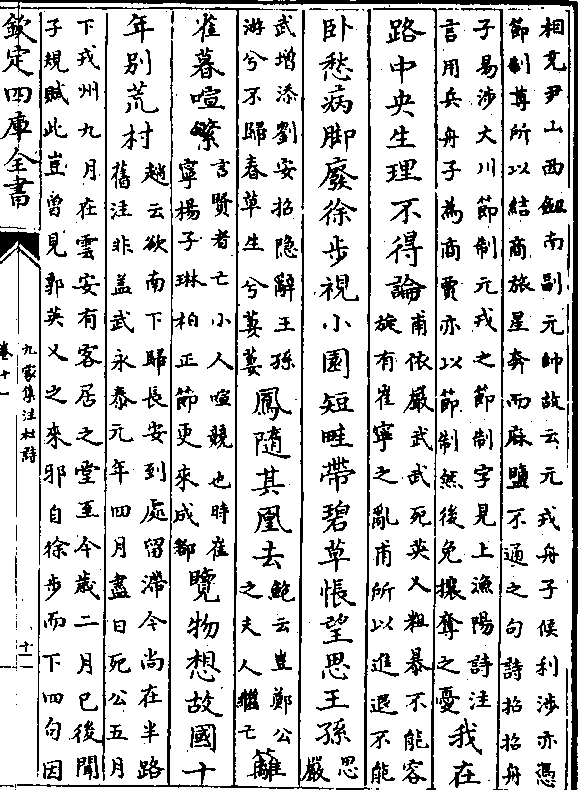 相兗尹山西劍南副元帥故云元戎舟子候利涉亦憑
節制尊所以結商旅星奔而麻鹽不通之句詩招招舟
子易涉大川節制元戎之節制字見上漁陽詩注
言用兵舟子為商賈亦以節制然後免攘奪之憂
我在
路中央生理不得論
甫依嚴武武死英乂粗暴不能容
旋有崔寧之亂甫所以進退不能
臥愁病脚廢徐步視小園短畦帶碧草悵望思王孫
思
嚴
武增添劉安招隐辭王孫
游兮不歸春草生兮萋萋
鳳隨其凰去
鮑云豈鄭公
之夫人繼亡
籬
雀暮喧繁
言賢者亡小人喧競也時崔
寧楊子琳柏正節更來成都
覽物想故國十
年別荒村
趙云欲南下歸長安到處留滯今尚在半路
舊注非盖武永泰元年四月盡日死公五月
下戎州九月在雲安有客居之堂至今歲二月已後聞
子規賦此豈曾見郭英乂之來邪自徐步而下四句因
欽定四庫全書
九家集注杜詩
卷十一
十一